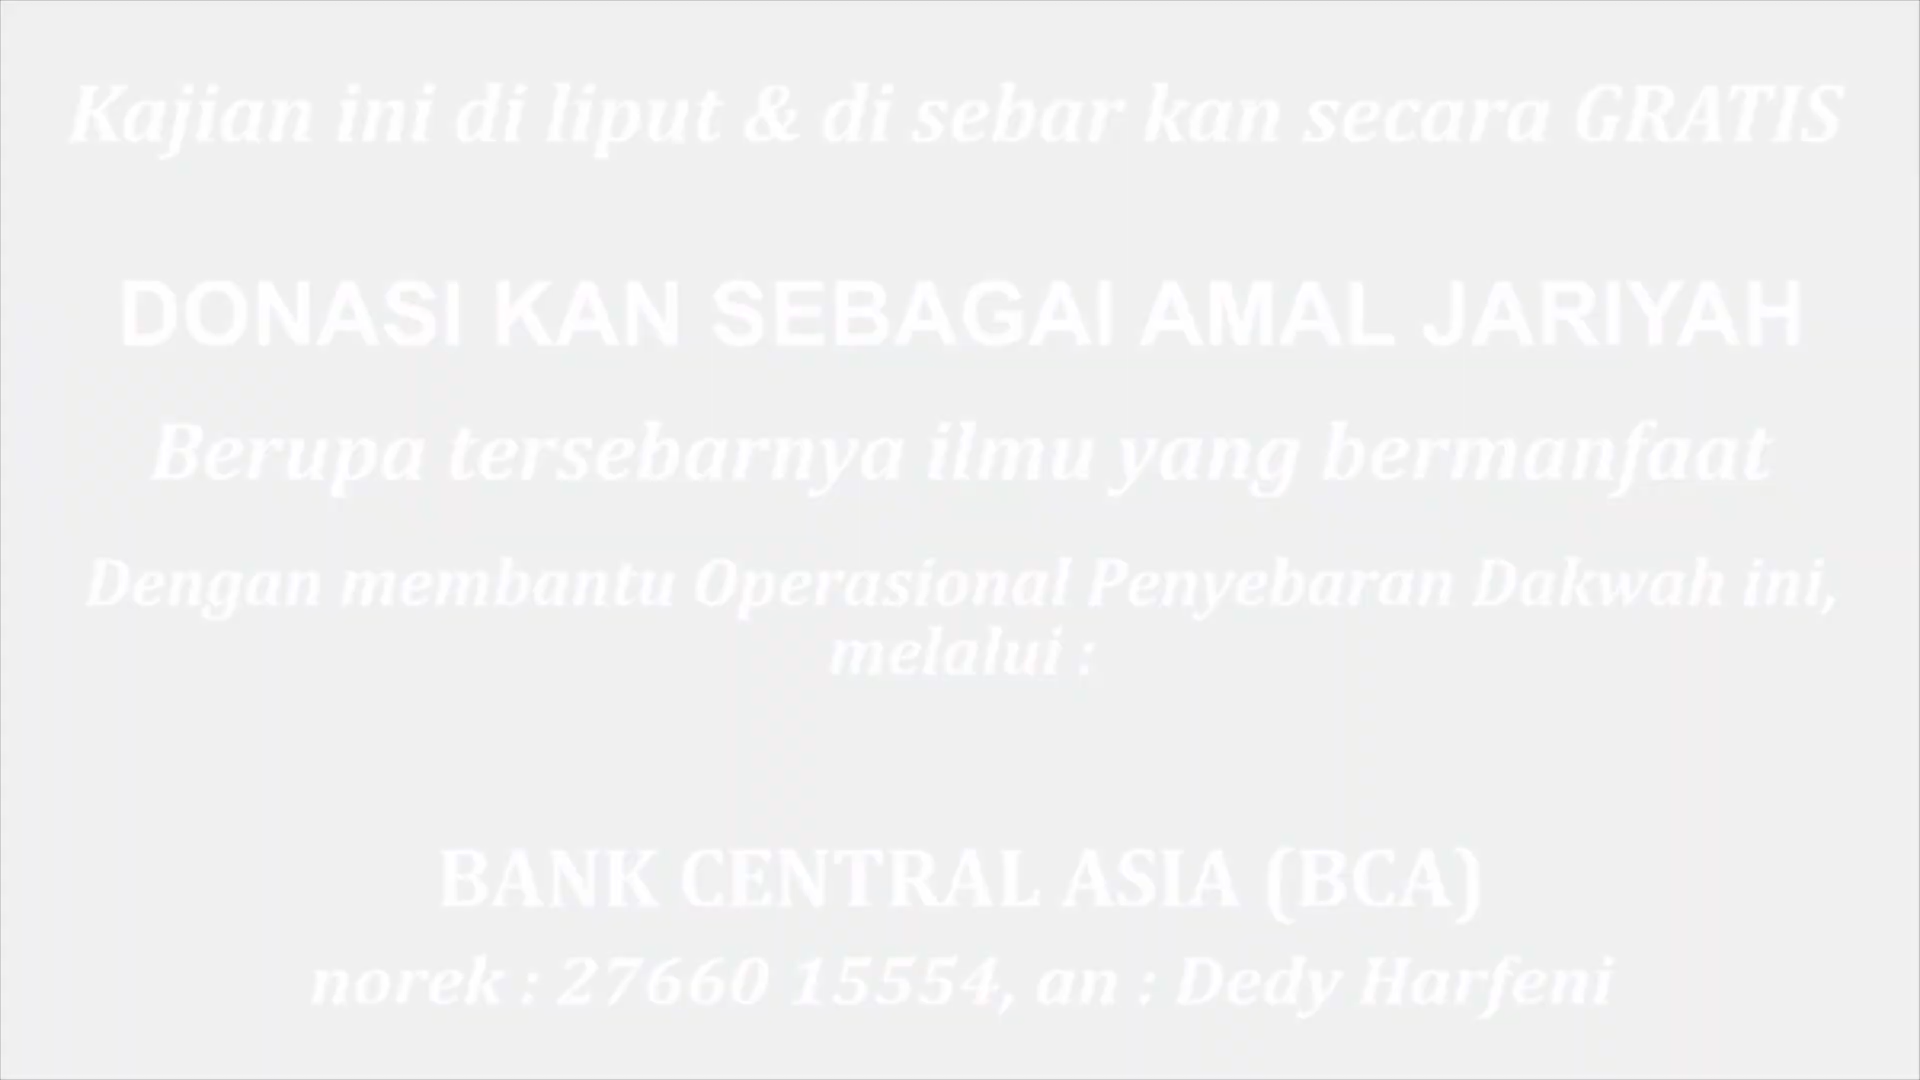 Kajian ini di liput & di sebar kan secara GRATIS
DONASI KAN SEBAGAI AMAL JARIYAH
Berupa tersebarnya ilmu yang bermanfaat
Dengan membantu Operasional Penyebaran Dakwah ini,
melalui :
BANK CENTRAL ASIA (BCA)
norek : 27660 15554, an : Dedy Harfeni